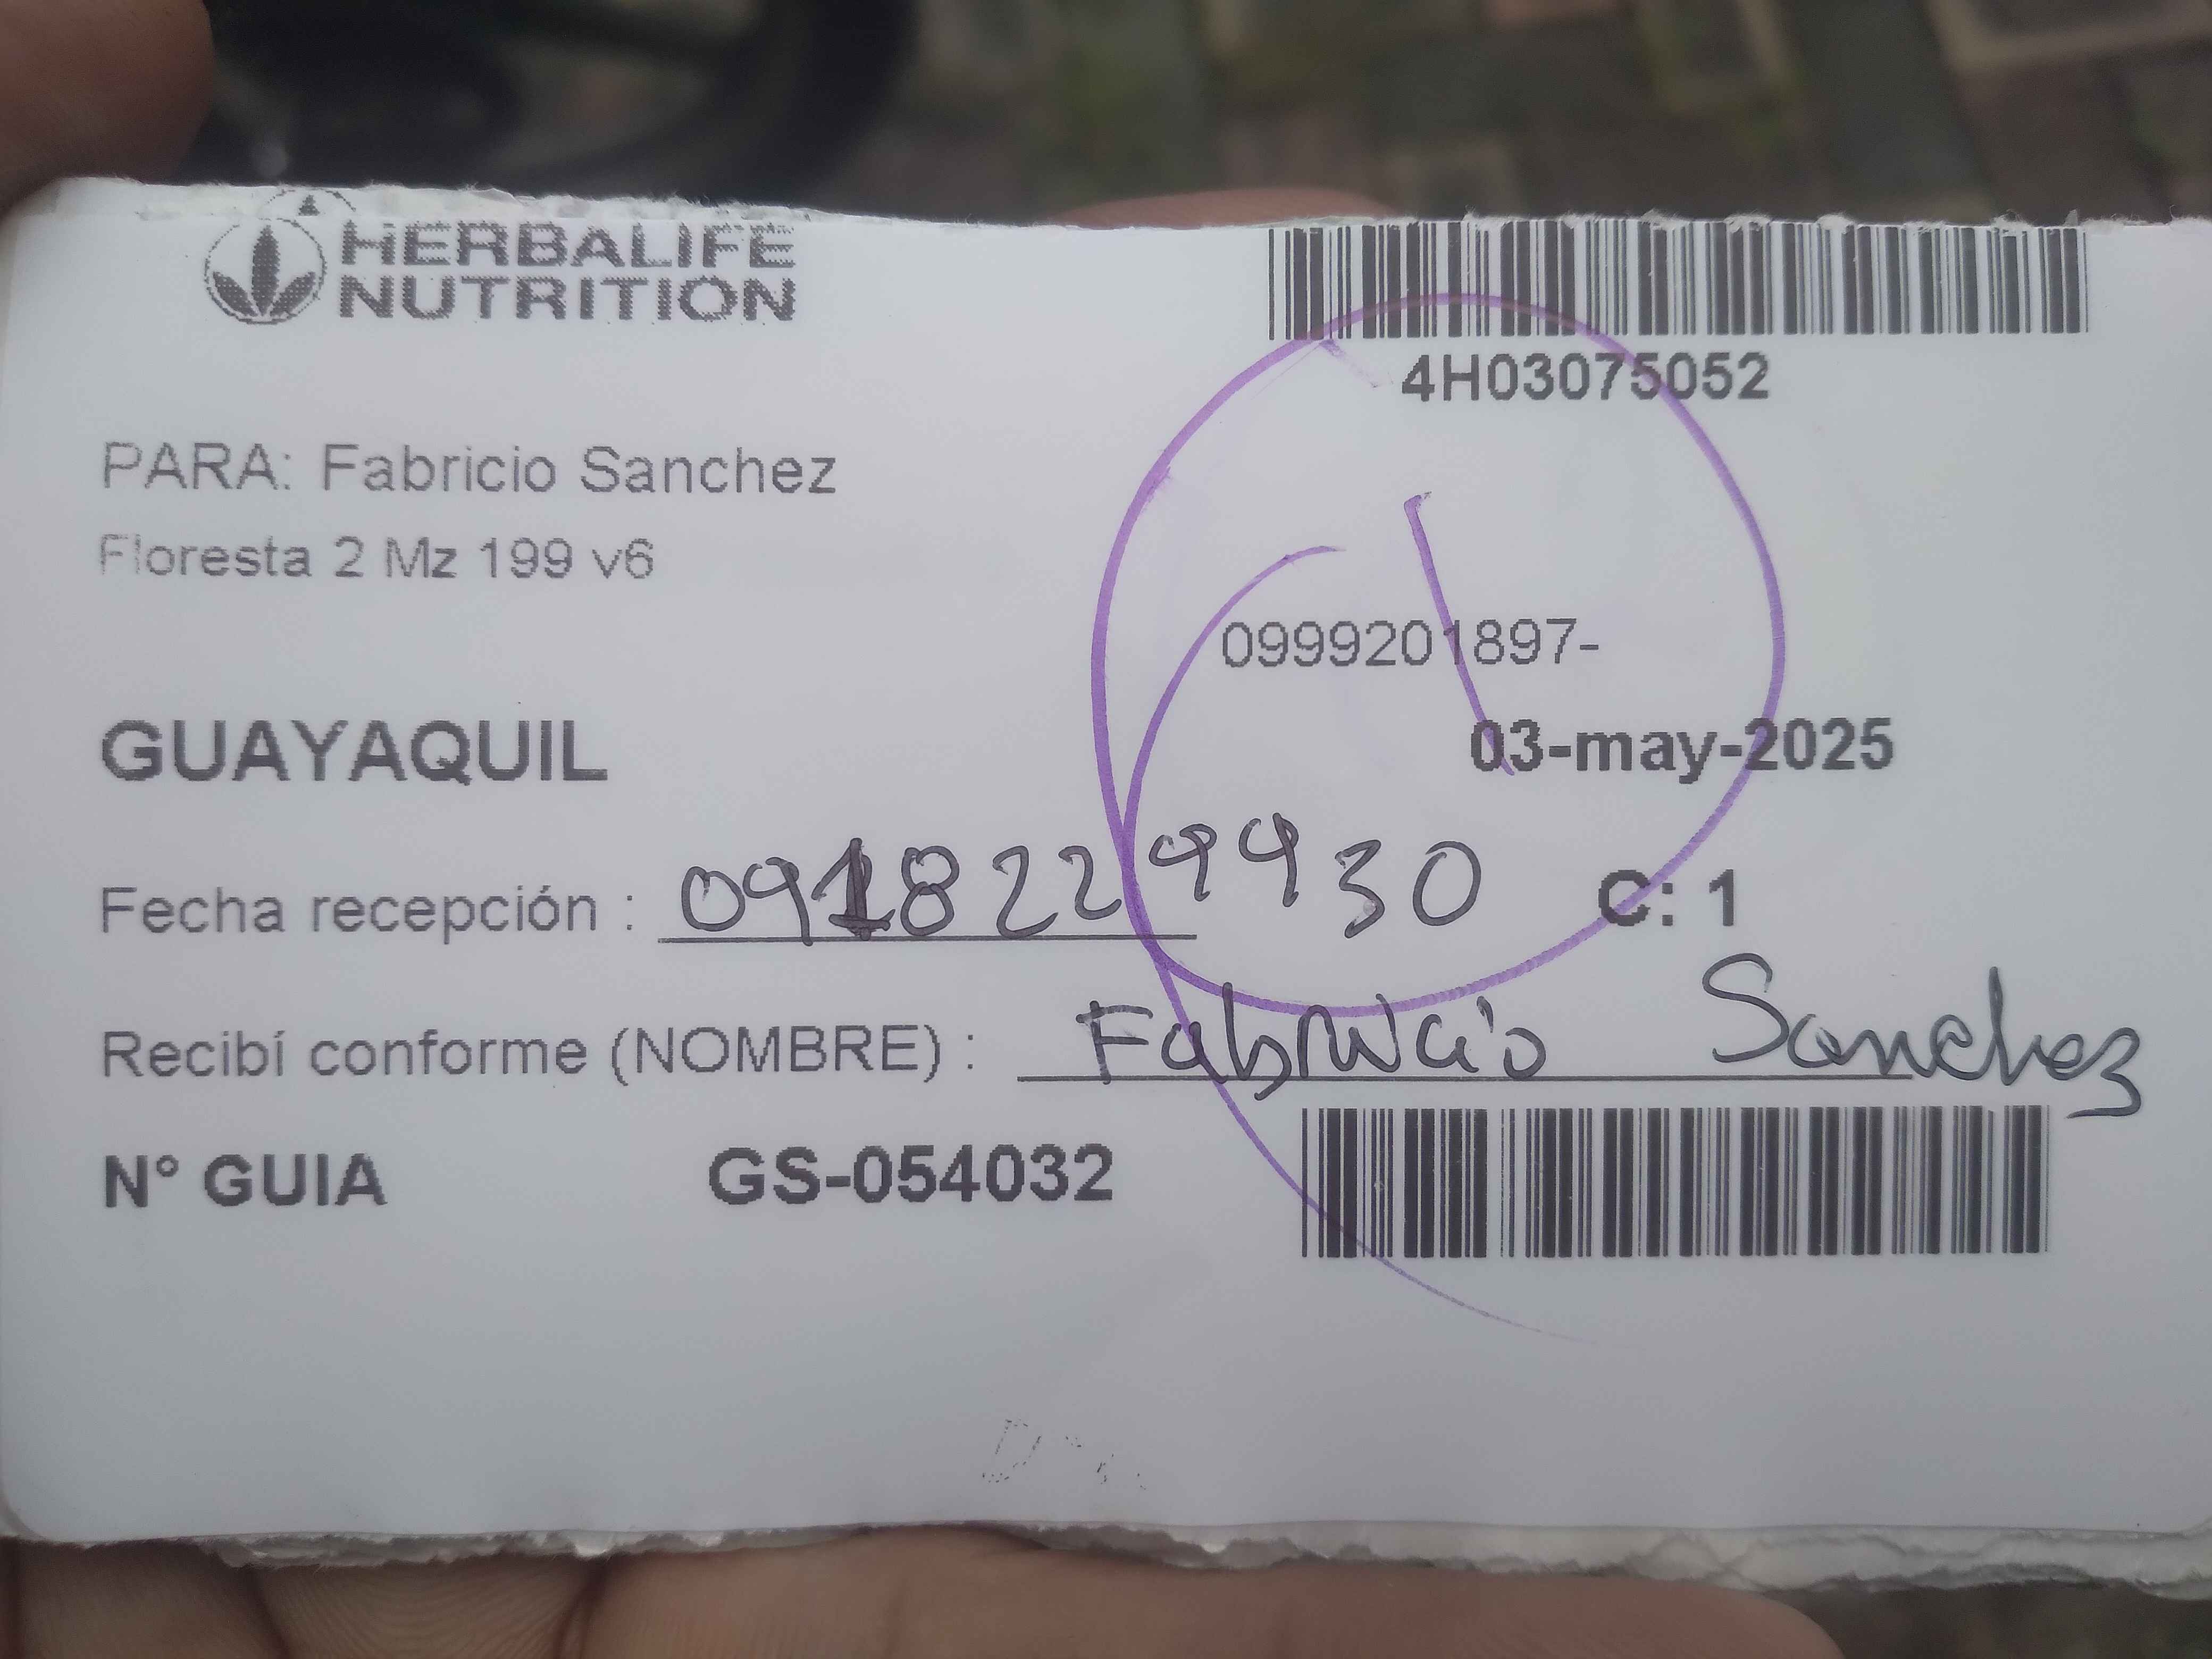 HERBALIFE
NUTRITION
4H03075052
PARA: Fabricio Sanchez
Floresta 2 Mz 199 v6
0999201897-
GUAYAQUIL
03-may-2025
Fecha recepción : 0918229930
C: 1
Recibí conforme (NOMBRE) : Fabricio Sanchez
N° GUIA GS-054032